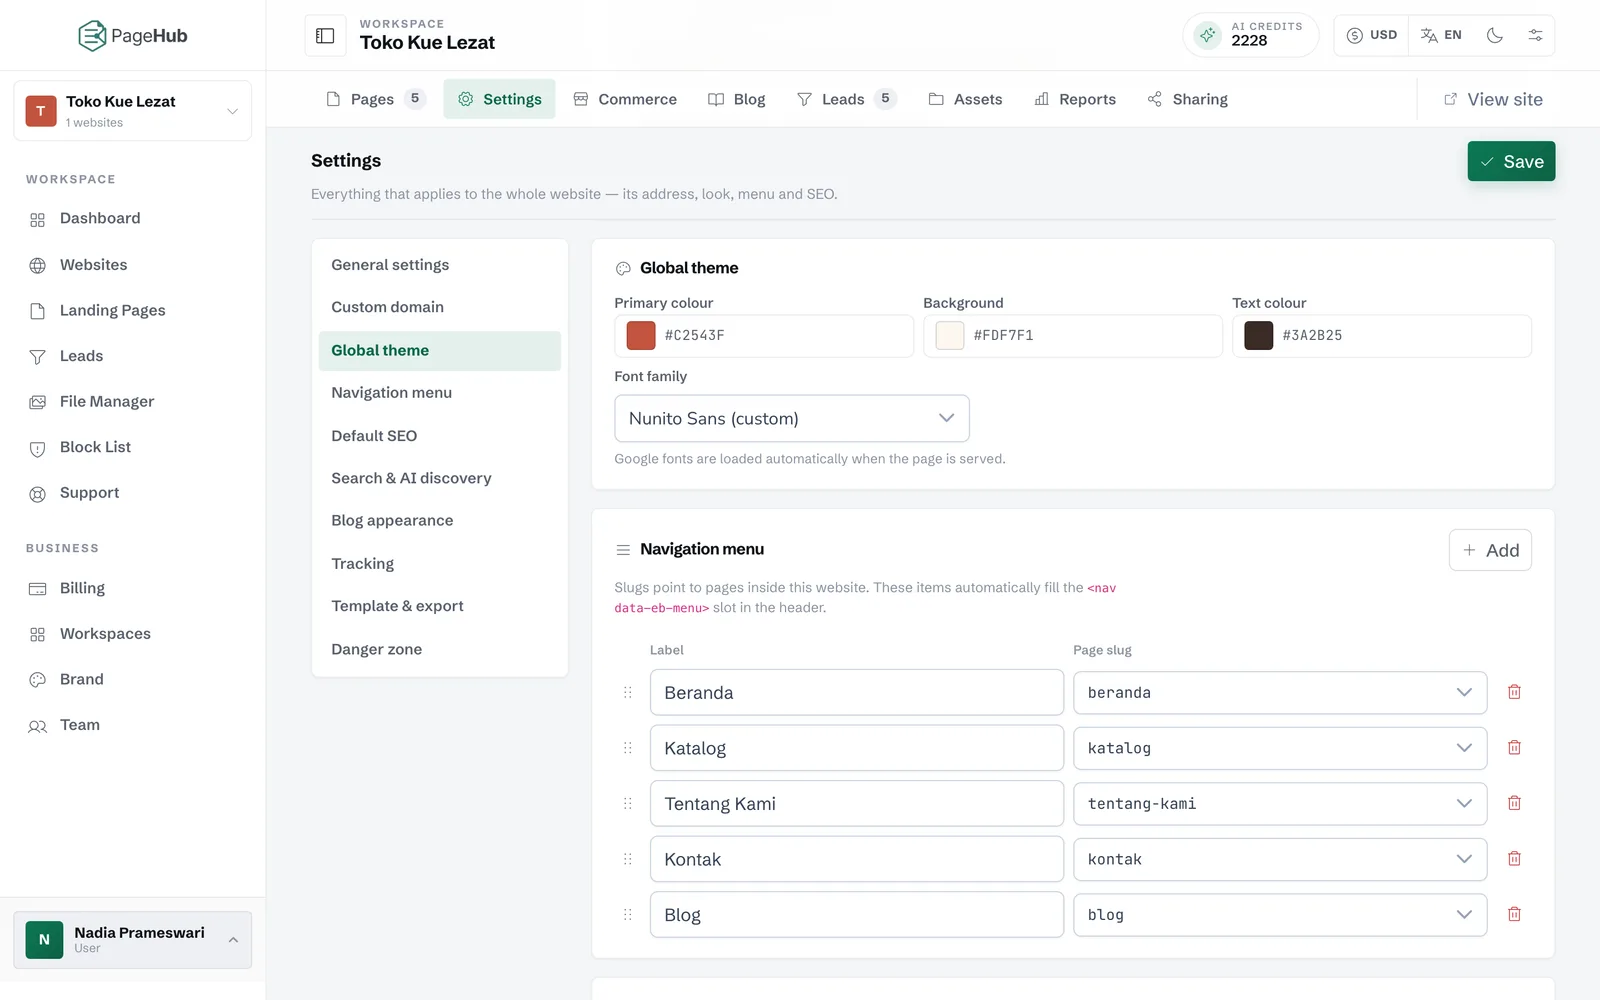 PageHub
WORKSPACE
Toko Kue Lezat
AI CREDITS
2228
USD
EN
T
Toko Kue Lezat
1 websites
Pages 5
Settings
Commerce
Blog
Leads 5
Assets
Reports
Sharing
View site
WORKSPACE
Dashboard
Websites
Landing Pages
Leads
File Manager
Block List
Support
BUSINESS
Billing
Workspaces
Brand
Team
N
Nadia Prameswari
User
Settings
Everything that applies to the whole website — its address, look, menu and SEO.
Save
General settings
Custom domain
Global theme
Navigation menu
Default SEO
Search & AI discovery
Blog appearance
Tracking
Template & export
Danger zone
Global theme
Primary colour
Background
Text colour
#C2543F
#FDF7F1
#3A2B25
Font family
Nunito Sans (custom)
Google fonts are loaded automatically when the page is served.
Navigation menu
Add
Slugs point to pages inside this website. These items automatically fill the <nav
data-eb-menu> slot in the header.
Label
Page slug
Beranda
beranda
Katalog
katalog
Tentang Kami
tentang-kami
Kontak
kontak
Blog
blog